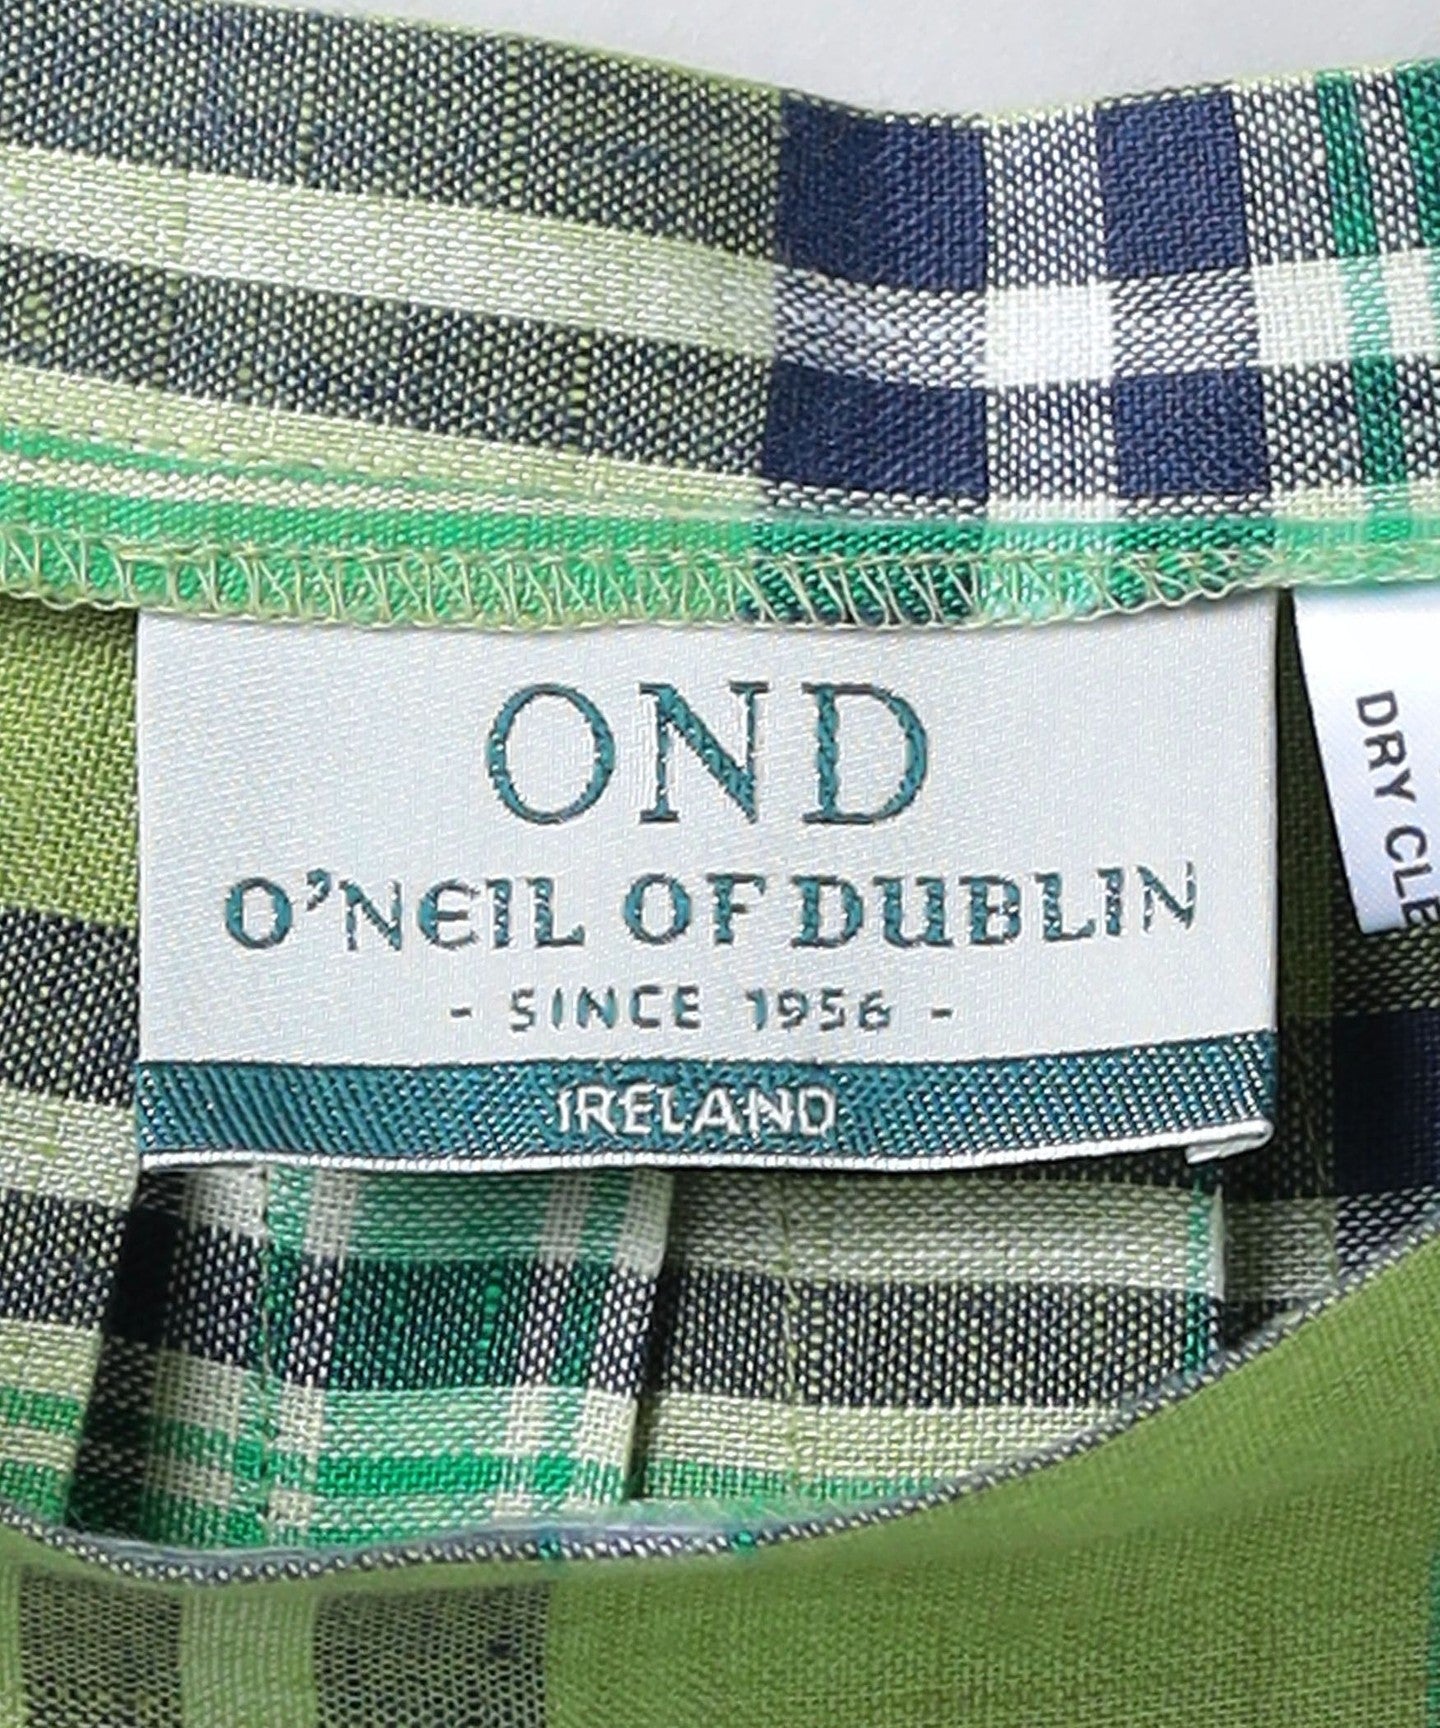 OND
O'NEIL OF DUBLIN
- SINCE 1956 -
IRELAND
DRY CLE